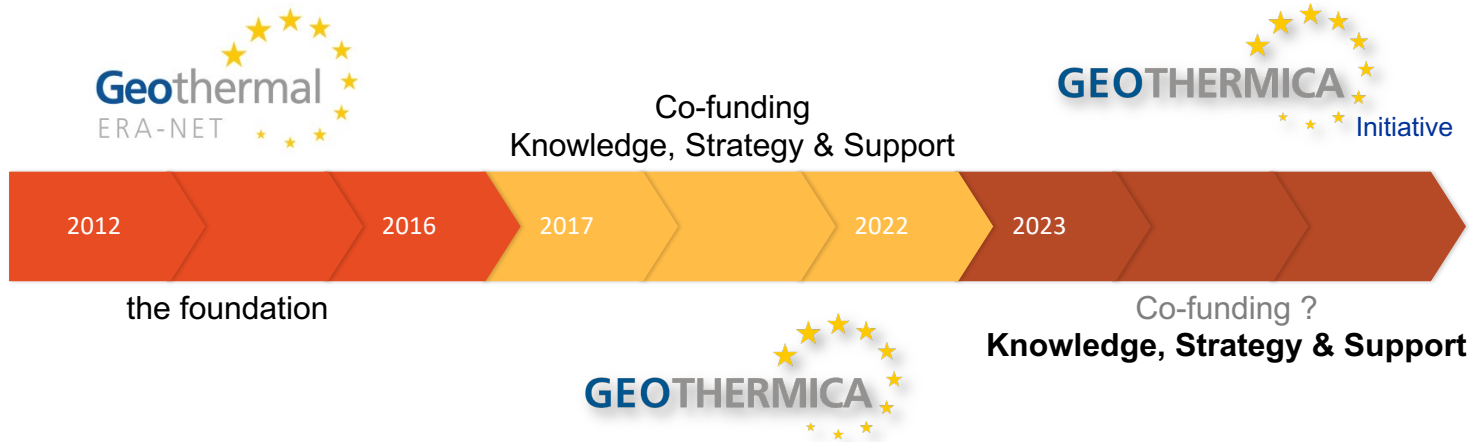 Geothermal
ERA-NET
GEOTHERMICA
Initiative
Co-funding
Knowledge, Strategy & Support
2012
2016
2017
2022
2023
the foundation
Co-funding ?
Knowledge, Strategy & Support
GEOTHERMICA